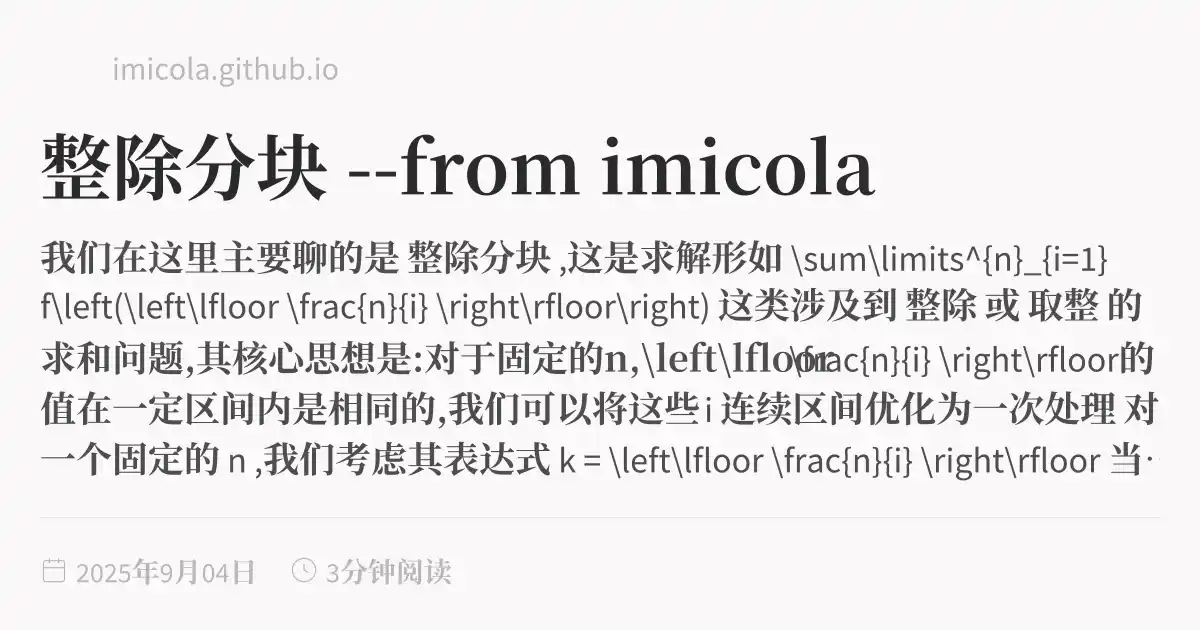 imicola.github.io
整除分块 --from imicola
我们在这里主要聊的是 整除分块 ,这是求解形如 \sum\limits^{n}_{i=1}
f\left(\left\lfloor \frac{n}{i} \right\rfloor\right) 这类涉及到 整除 或 取整 的
求和问题,其核心思想是:对于固定的n,\left\lfloor\frac{n}{i} \right\rfloor的
值在一定区间内是相同的,我们可以将这些 i 连续区间优化为一次处理 对
一个固定的 n ,我们考虑其表达式 k = \left\lfloor \frac{n}{i} \right\rfloor 当…
2025年9月04日 3分钟阅读